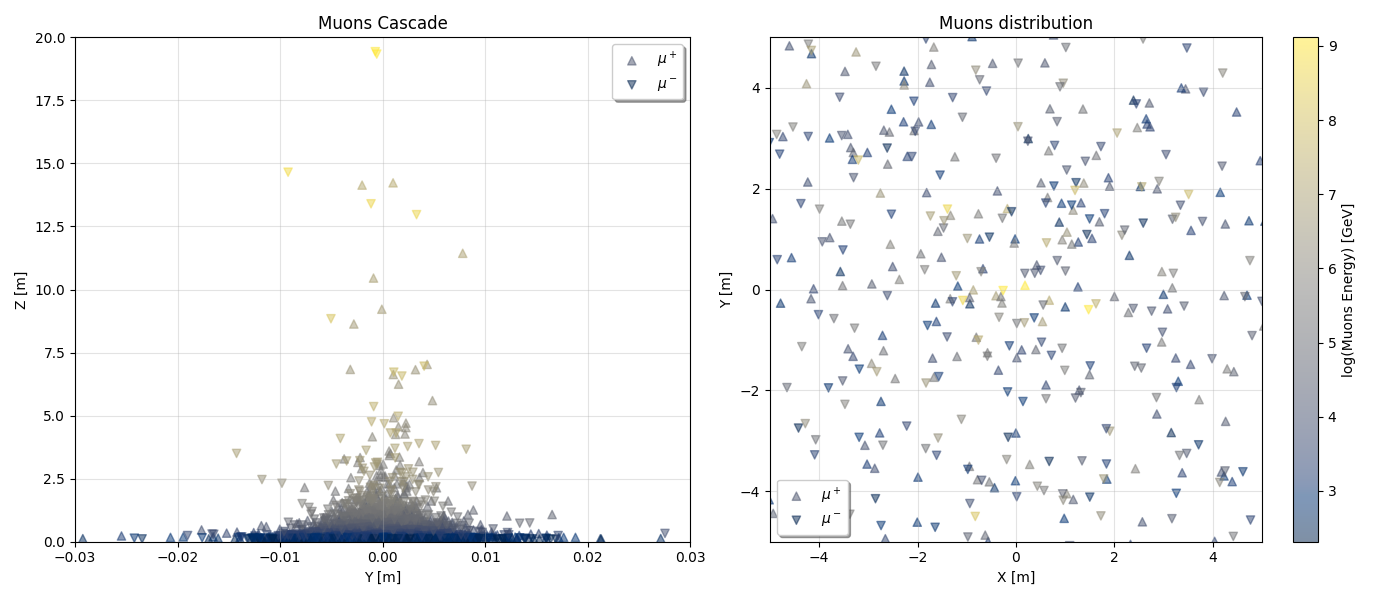 Muons Cascade
20.0
17.5
15.0
12.5
10.0
7.5
5.0
2.5
0.0
Z [m]
−0.03 −0.02 −0.01 0.00 0.01 0.02 0.03
Y [m]
μ+
μ−
Muons distribution
4
2
0
−2
−4
Y [m]
−4 −2 0 2 4
X [m]
μ+
μ−
9
8
7
6
5
4
3
log(Muons Energy) [GeV]